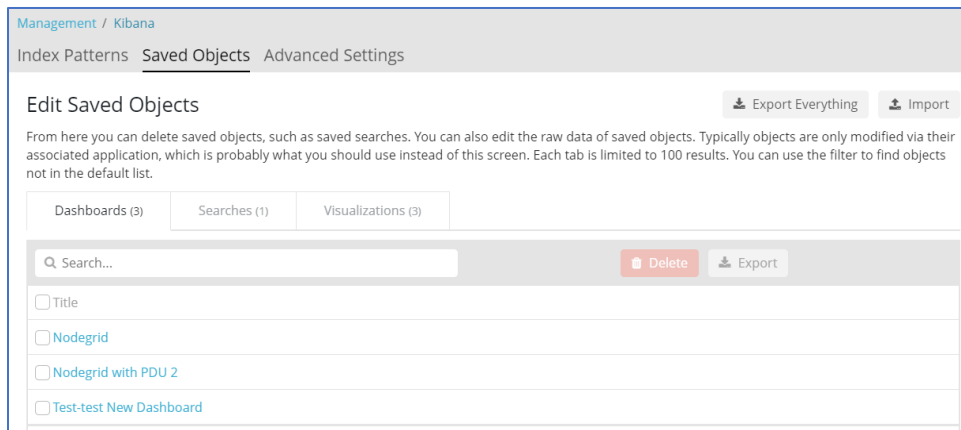 Management / Kibana
Index Patterns Saved Objects Advanced Settings
Edit Saved Objects Export Everything Import
From here you can delete saved objects, such as saved searches. You can also edit the raw data of saved objects. Typically objects are only modified via their
associated application, which is probably what you should use instead of this screen. Each tab is limited to 100 results. You can use the filter to find objects
not in the default list.
Dashboards (3) Searches (1) Visualizations (3)
Search... Delete Export
Title
Nodegrid
Nodegrid with PDU 2
Test-test New Dashboard